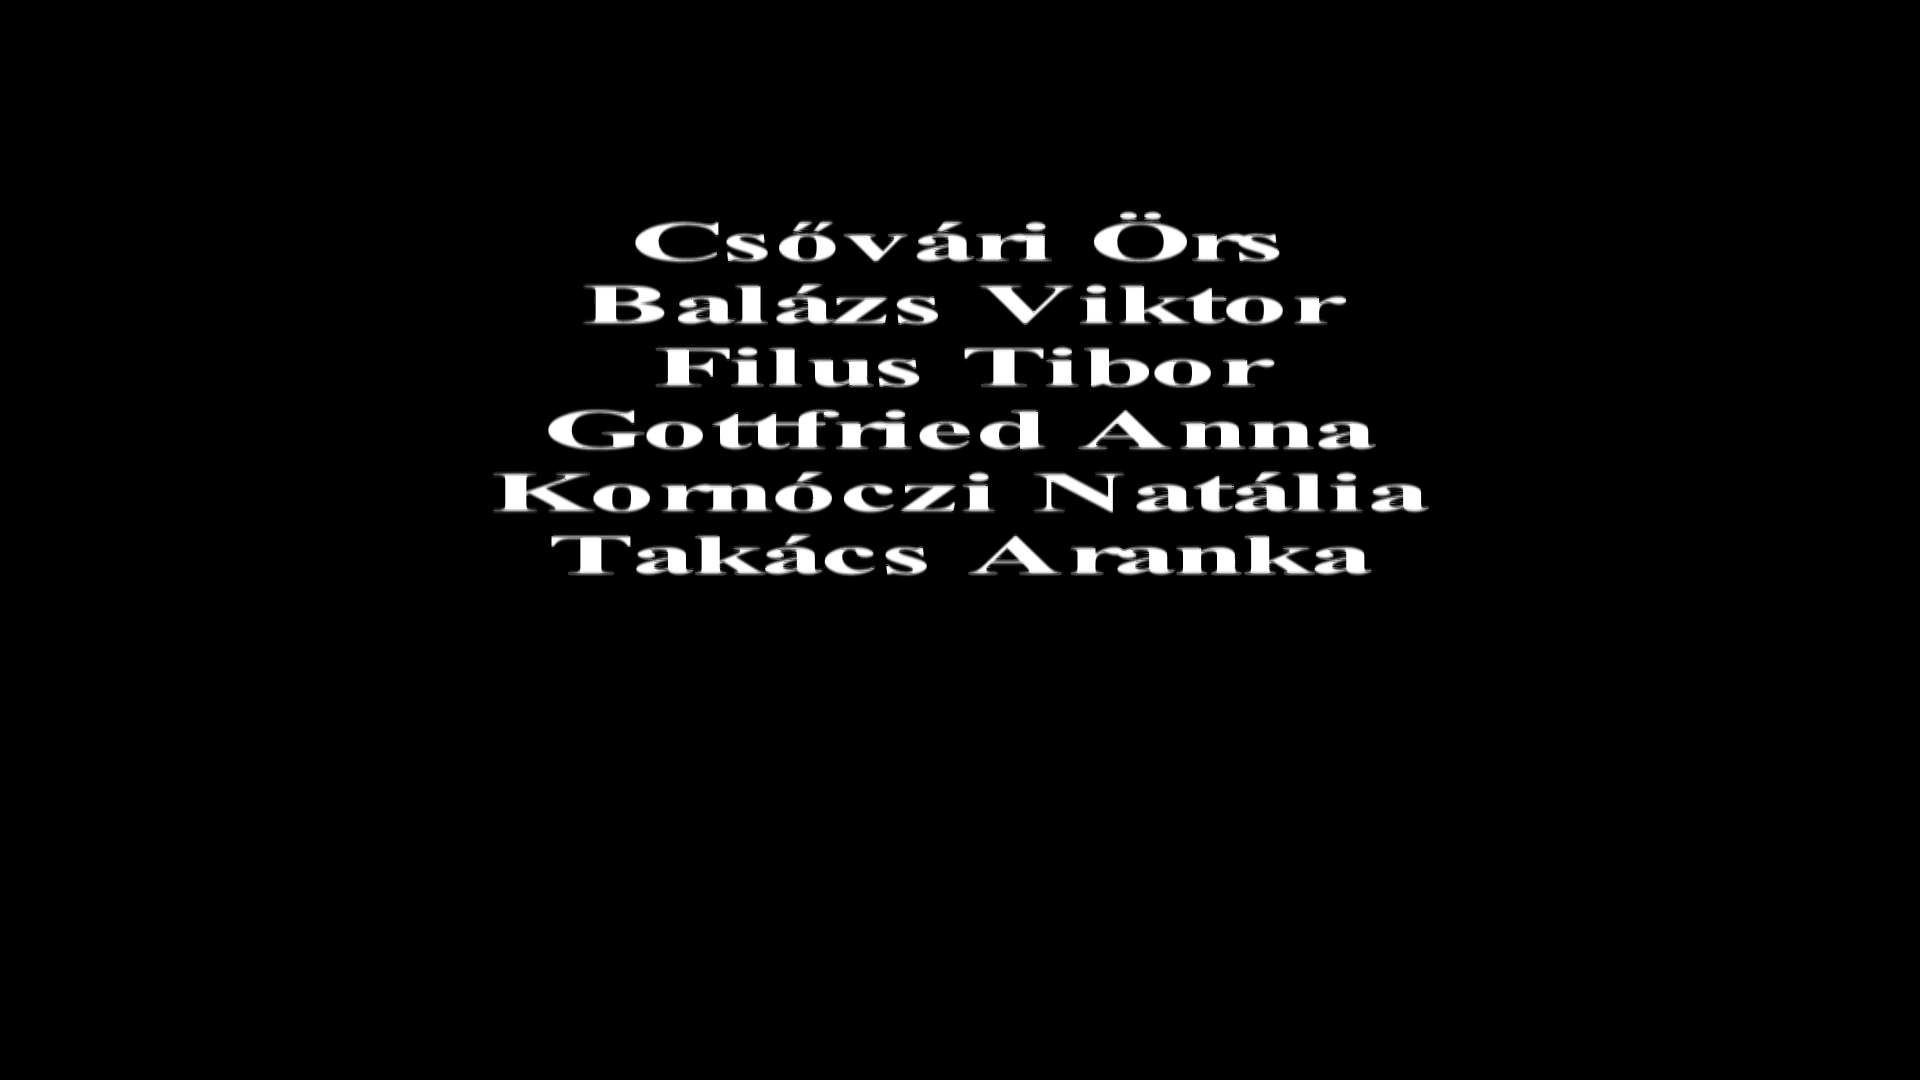 Csővári Örs
Balázs Viktor
Filus Tibor
Gottfried Anna
Kornóczi Natália
Takács Aranka